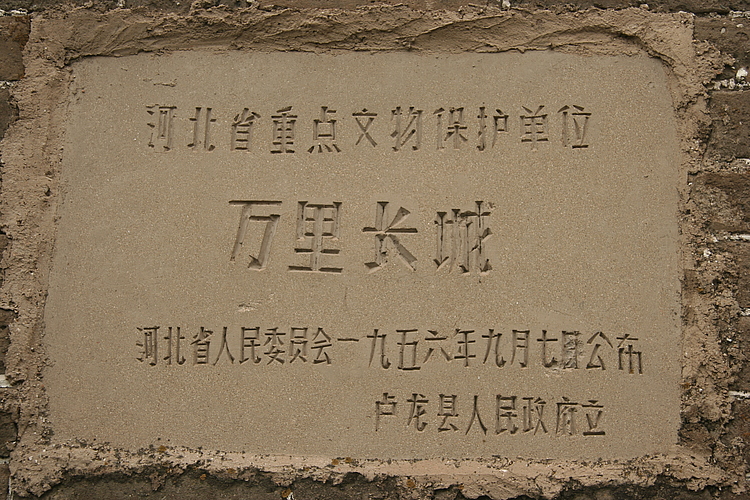 河北省重点文物保护单位
万里长城
河北省人民委员会一九五六年九月七日公布
卢龙县人民政府立